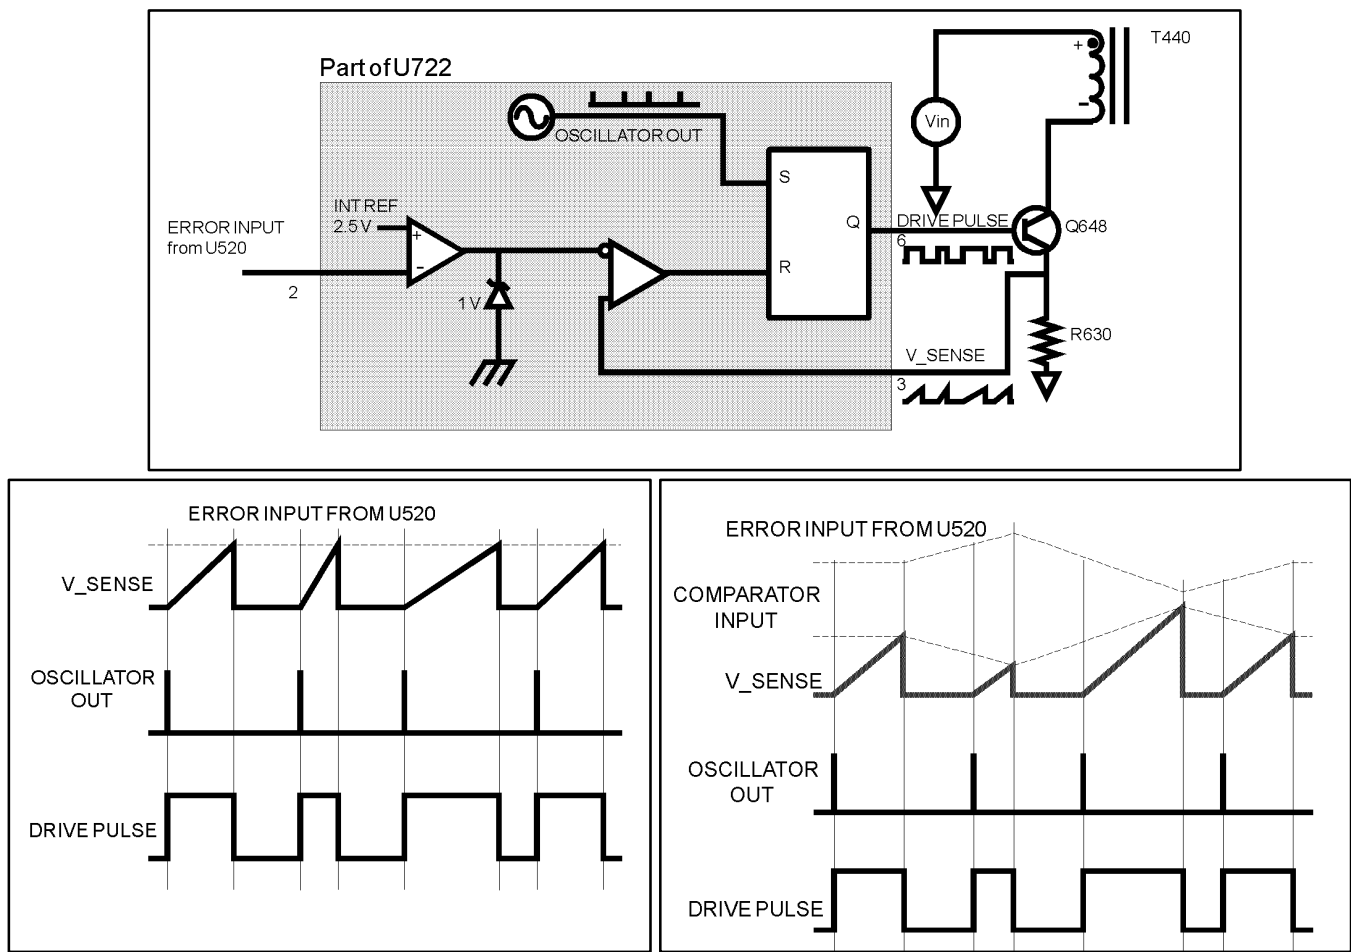 T440
Part of U722
+
-
Vin
OSCILLATOR OUT
S
INT REF
2.5 V
ERROR INPUT
from U520
+
-
Q
DRIVE PULSE
6
Q648
R
2
1 V
R630
V_SENSE
3
ERROR INPUT FROM U520
V_SENSE
OSCILLATOR
OUT
DRIVE PULSE
ERROR INPUT FROM U520
COMPARATOR
INPUT
V_SENSE
OSCILLATOR
OUT
DRIVE PULSE